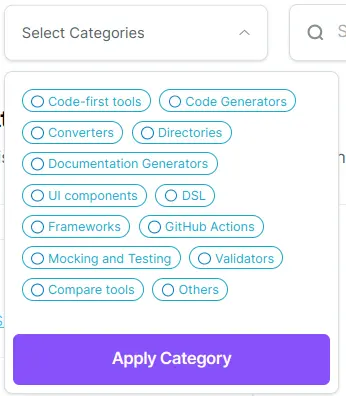 Select Categories
Code-first tools
Code Generators
Converters
Directories
Documentation Generators
UI components
DSL
Frameworks
GitHub Actions
Mocking and Testing
Validators
Compare tools
Others
Apply Category